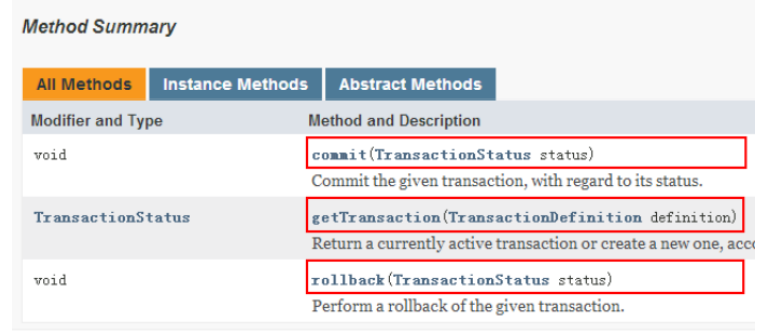 Method Summary
All Methods Instance Methods Abstract Methods
Modifier and Type Method and Description
void commit(TransactionStatus status)
Commit the given transaction, with regard to its status.
TransactionStatus getTransaction(TransactionDefinition definition)
Return a currently active transaction or create a new one,
void rollback(TransactionStatus status)
Perform a rollback of the given transaction.